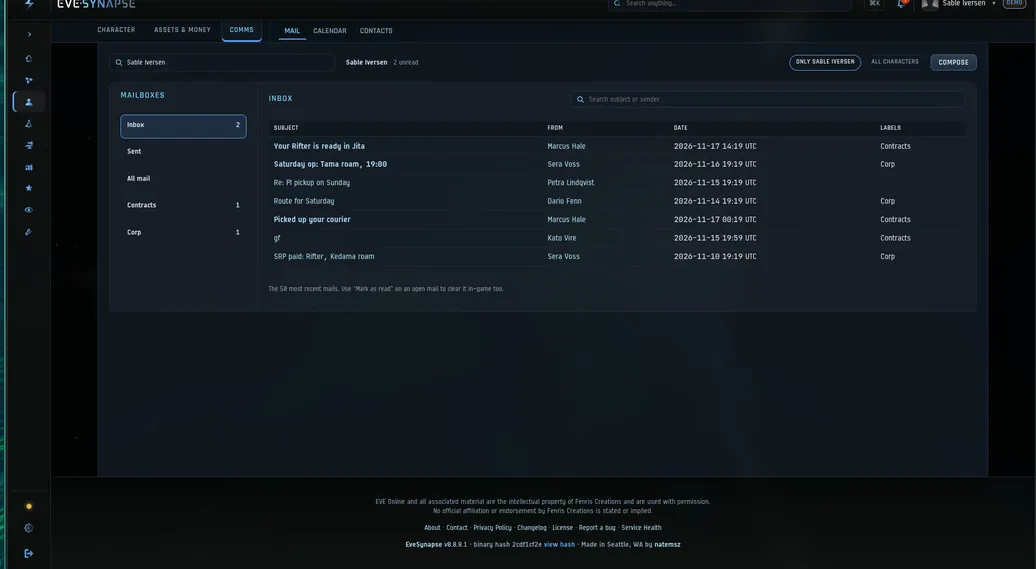 EVE·SYNAPSE
Search anything...
⌘K
Sable Iversen
DEMO
CHARACTER
ASSETS & MONEY
COMMS
MAIL
CALENDAR
CONTACTS
Sable Iversen
Sable Iversen · 2 unread
ONLY SABLE IVERSEN
ALL CHARACTERS
COMPOSE
MAILBOXES
Inbox 2
Sent
All mail
Contracts 1
Corp 1
INBOX
Search subject or sender
SUBJECT FROM DATE LABELS
Your Rifter is ready in Jita Marcus Hale 2026-11-17 14:19 UTC Contracts
Saturday op: Tama roam, 19:00 Sera Voss 2026-11-16 19:19 UTC Corp
Re: PI pickup on Sunday Petra Lindqvist 2026-11-15 19:19 UTC
Route for Saturday Dario Fenn 2026-11-14 19:19 UTC Corp
Picked up your courier Marcus Hale 2026-11-17 00:19 UTC Contracts
gf Kato Vire 2026-11-15 19:59 UTC Contracts
SRP paid: Rifter, Kedama roam Sera Voss 2026-11-10 19:19 UTC Corp
The 50 most recent mails. Use "Mark as read" on an open mail to clear it in-game too.
EVE Online and all associated material are the intellectual property of Fenris Creations and are used with permission.
No official affiliation or endorsement by Fenris Creations is stated or implied.
About · Contact · Privacy Policy · Changelog · License · Report a bug · Service Health
EveSynapse v0.0.8.1 · binary hash 2cdf1cf2e view hash · Made in Seattle, WA by natemsz